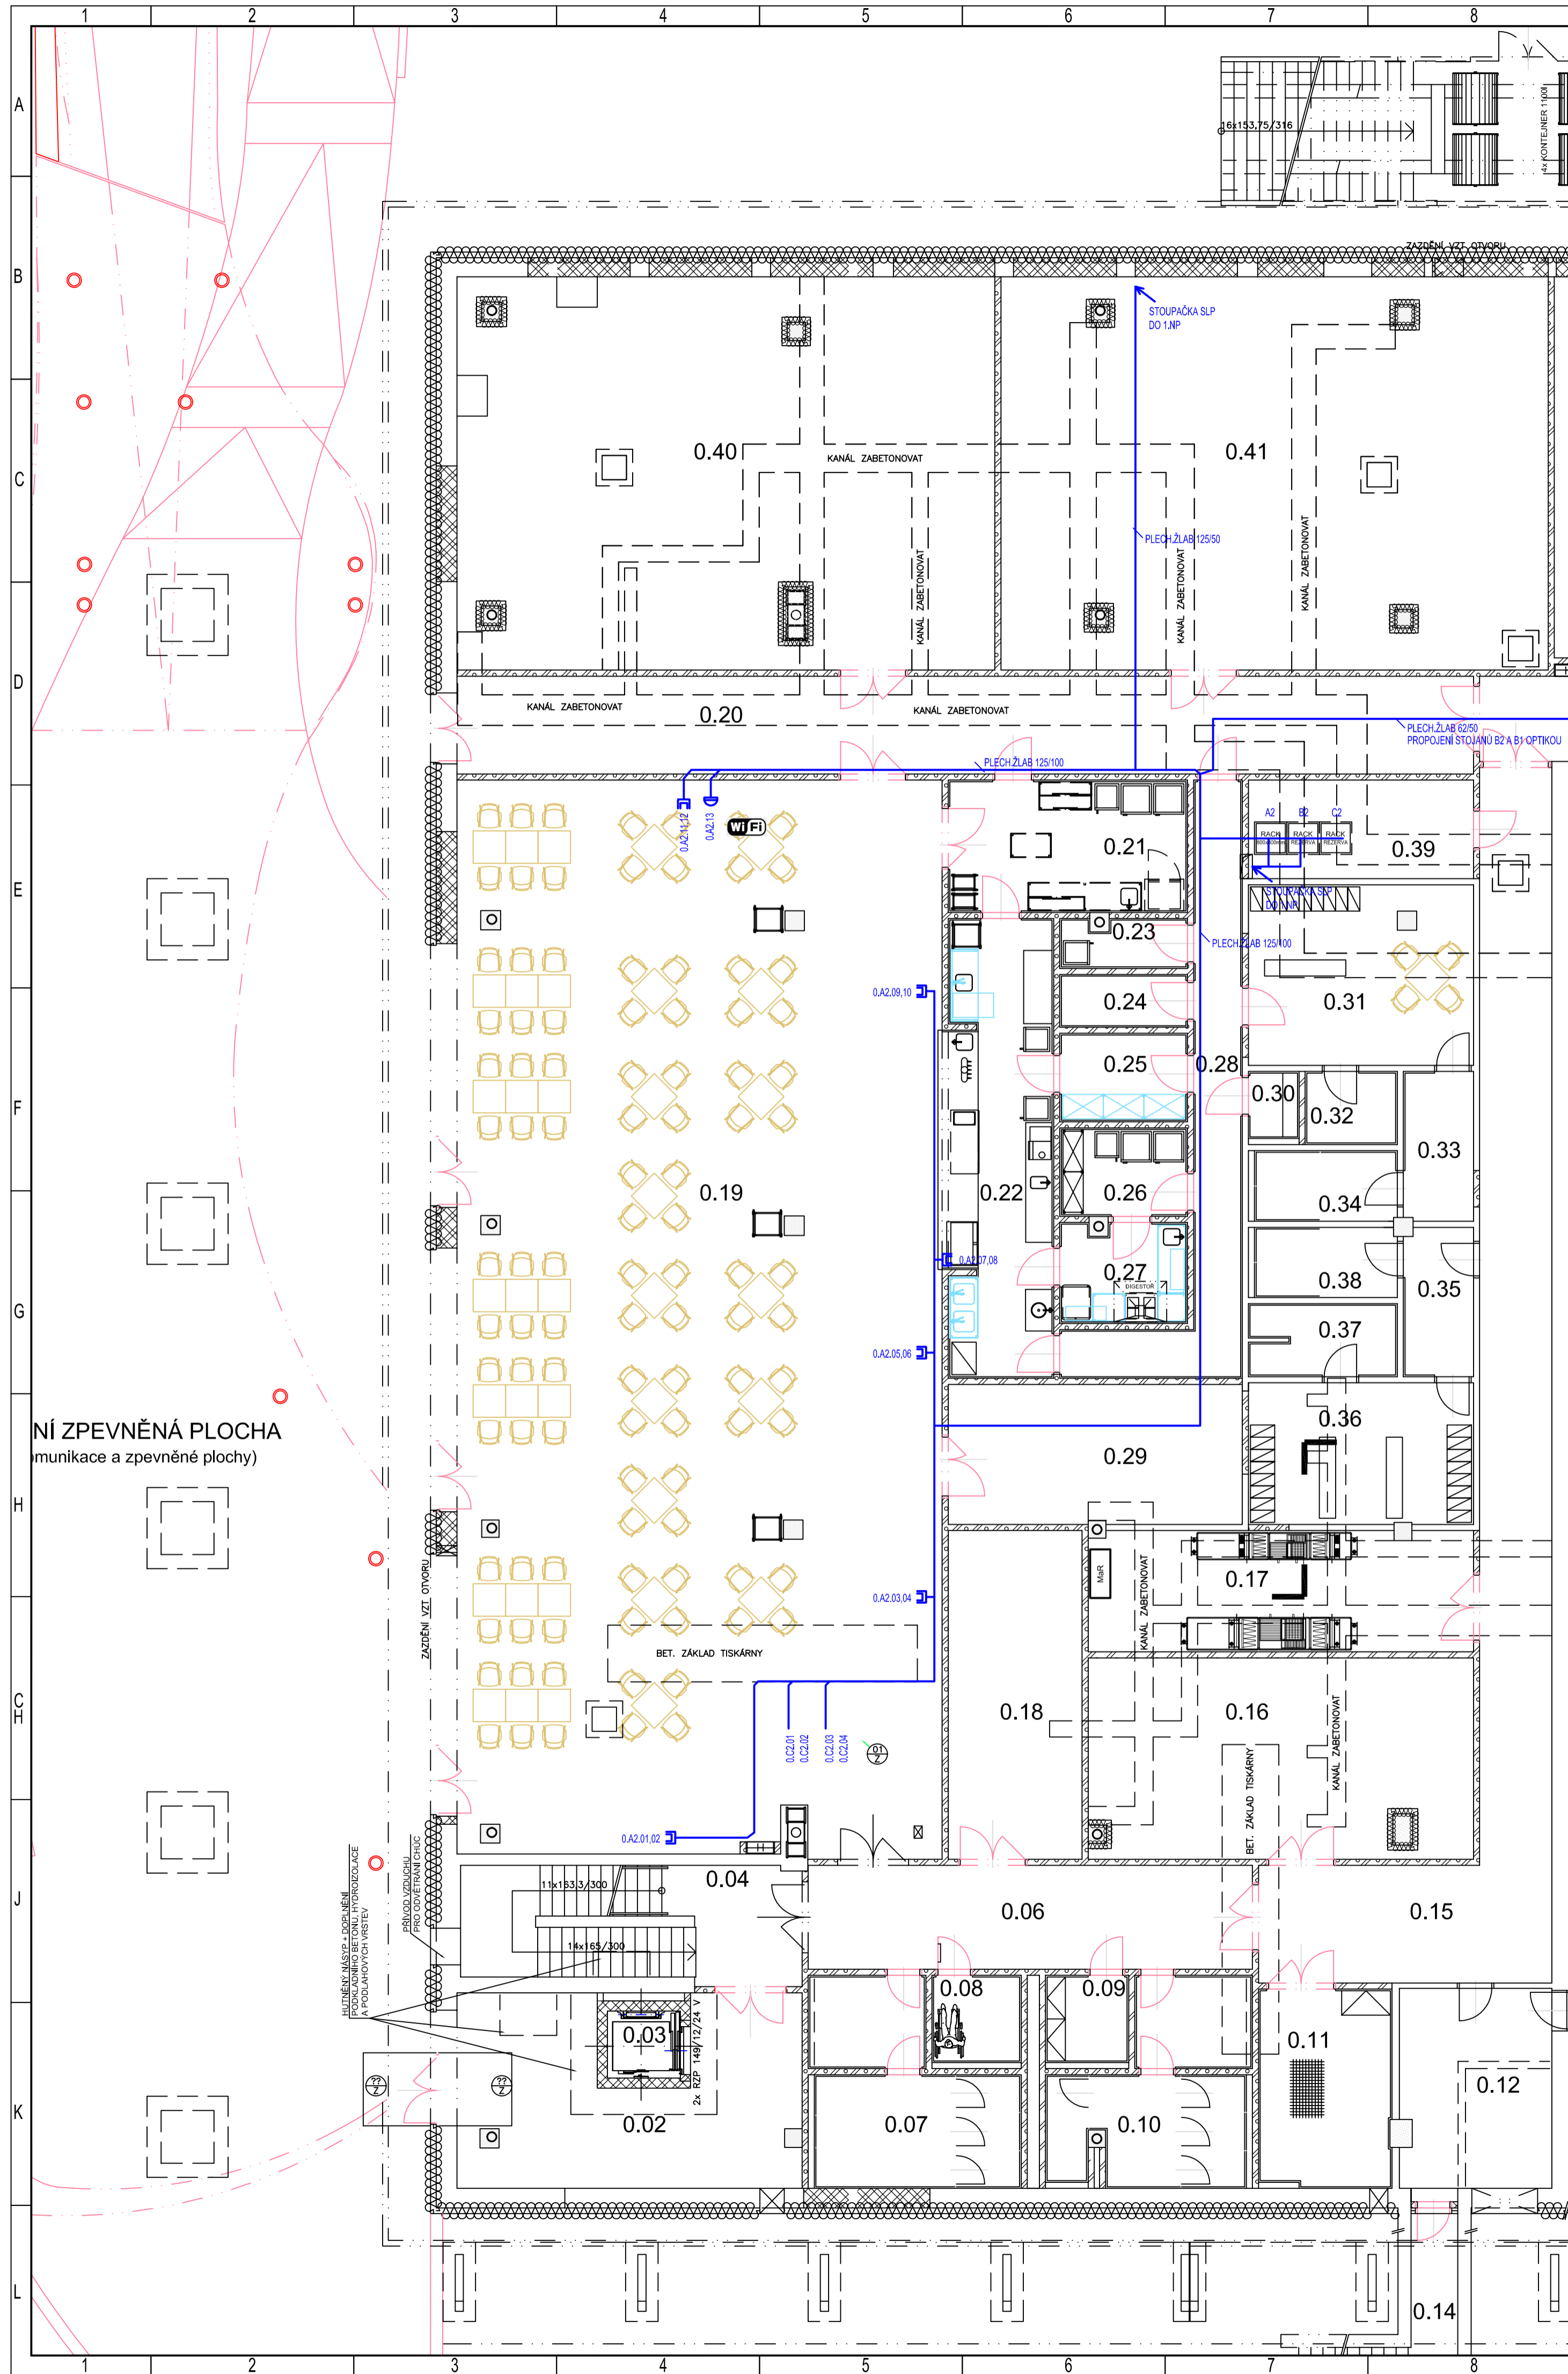 1
2
3
4
5
6
7
8
A
B
C
D
E
F
G
H
CH
J
K
L
16x153,75/316
4x KONTEJNER 1100l
ZAZDĚNÍ VZT OTVORU
STOUPAČKA SLP
DO 1.NP
0.40
KANÁL ZABETONOVAT
0.41
PLECH.ŽLAB 125/50
KANÁL ZABETONOVAT
KANÁL ZABETONOVAT
KANÁL ZABETONOVAT
KANÁL ZABETONOVAT
0.20
KANÁL ZABETONOVAT
PLECH.ŽLAB 62/50
PROPOJENÍ STOJANŮ B2 A B1 OPTIKOU
PLECH.ŽLAB 125/100
0.A2.11,12
0.A2.13
WiFi
0.21
A2
B2
C2
RACK
RACK
REZERVA
RACK
REZERVA
0.39
STOUPAČKA SLP
DO 1.NP
0.23
PLECH.ŽLAB 125/100
0.A2.09,10
0.24
0.31
0.25
0.28
0.30
0.32
0.33
0.19
0.22
0.26
0.34
0.A2.07,08
0.27
DIGESTOŘ
0.38
0.35
0.37
0.A2.05,06
NÍ ZPEVNĚNÁ PLOCHA
omunikace a zpevněné plochy)
0.36
0.29
ZAZDĚNÍ VZT OTVORU
MaR
KANÁL ZABETONOVAT
0.17
0.A2.03,04
BET. ZÁKLAD TISKÁRNY
0.18
0.16
KANÁL ZABETONOVAT
0.C2.01
0.C2.02
0.C2.03
0.C2.04
01
Z
BET. ZÁKLAD TISKÁRNY
0.A2.01,02
HUTNĚNÝ NÁSYP + DOPLNĚNÍ
PODKLADNÍHO BETONU, HYDROIZOLACE
A PODLAHOVÝCH VRSTEV
PŘÍVOD VZDUCHU
PRO ODVĚTRÁNÍ CHÚC
0.04
11x163,3/300
14x165/300
0.06
0.15
0.08
0.09
0.03
2x RZP 149/12/24 V
0.11
??
Z
??
Z
0.02
0.07
0.10
0.12
0.14
1
2
3
4
5
6
7
8